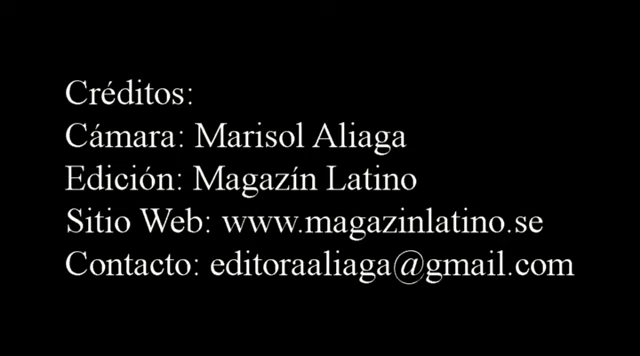 Créditos:
Cámara: Marisol Aliaga
Edición: Magazín Latino
Sitio Web: www.magazinlatino.se
Contacto: editoraaliaga@gmail.com